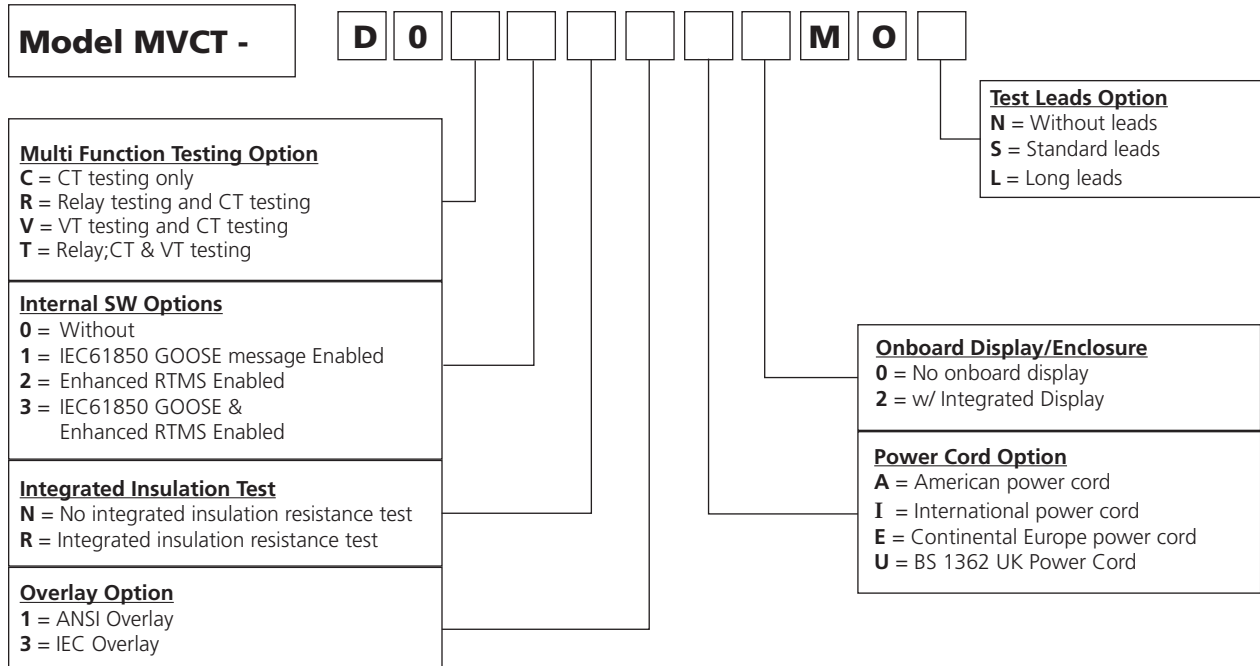 Model MVCT - D 0 M O
Test Leads Option
N = Without leads
S = Standard leads
L = Long leads
Multi Function Testing Option
C = CT testing only
R = Relay testing and CT testing
V = VT testing and CT testing
T = Relay;CT & VT testing
Internal SW Options
0 = Without
1 = IEC61850 GOOSE message Enabled
2 = Enhanced RTMS Enabled
3 = IEC61850 GOOSE &
Enhanced RTMS Enabled
Integrated Insulation Test
N = No integrated insulation resistance test
R = Integrated insulation resistance test
Overlay Option
1 = ANSI Overlay
3 = IEC Overlay
Onboard Display/Enclosure
0 = No onboard display
2 = w/ Integrated Display
Power Cord Option
A = American power cord
I = International power cord
E = Continental Europe power cord
U = BS 1362 UK Power Cord